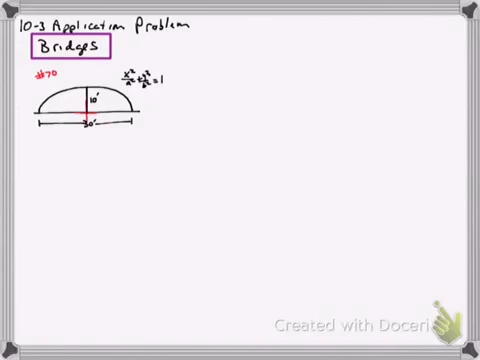 10-3 Application Problem
Bridges
#70
x²/a² + y²/b² = 1
10'
30'
Created with Doceri